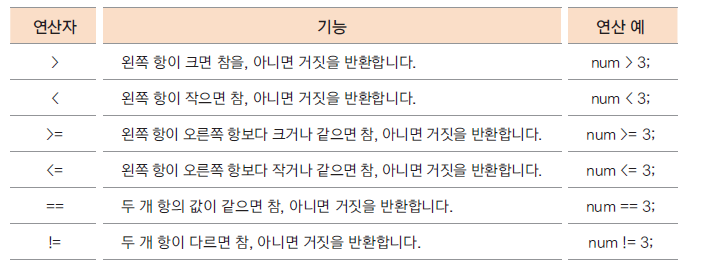 연산자 기능 연산 예
> 왼쪽 항이 크면 참을, 아니면 거짓을 반환합니다. num > 3;
< 왼쪽 항이 작으면 참, 아니면 거짓을 반환합니다. num < 3;
>= 왼쪽 항이 오른쪽 항보다 크거나 같으면 참, 아니면 거짓을 반환합니다. num >= 3;
<= 왼쪽 항이 오른쪽 항보다 작거나 같으면 참, 아니면 거짓을 반환합니다. num <= 3;
== 두 개 항의 값이 같으면 참, 아니면 거짓을 반환합니다. num == 3;
!= 두 개 항이 다르면 참, 아니면 거짓을 반환합니다. num != 3;